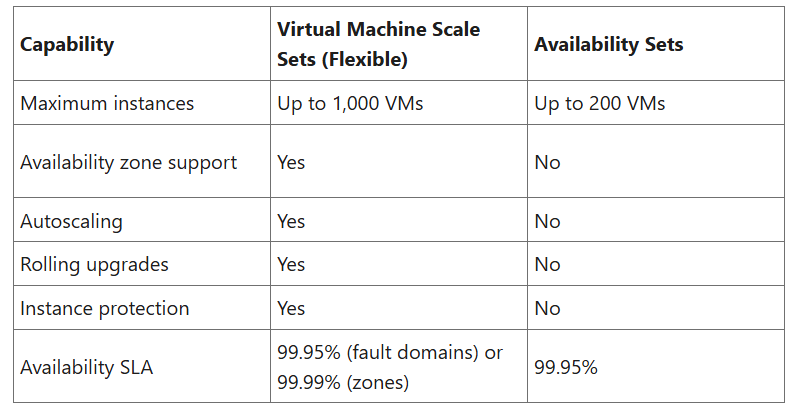 Capability
Virtual Machine Scale
Sets (Flexible)
Availability Sets
Maximum instances
Up to 1,000 VMs
Up to 200 VMs
Availability zone support
Yes
No
Autoscaling
Yes
No
Rolling upgrades
Yes
No
Instance protection
Yes
No
Availability SLA
99.95% (fault domains) or
99.99% (zones)
99.95%